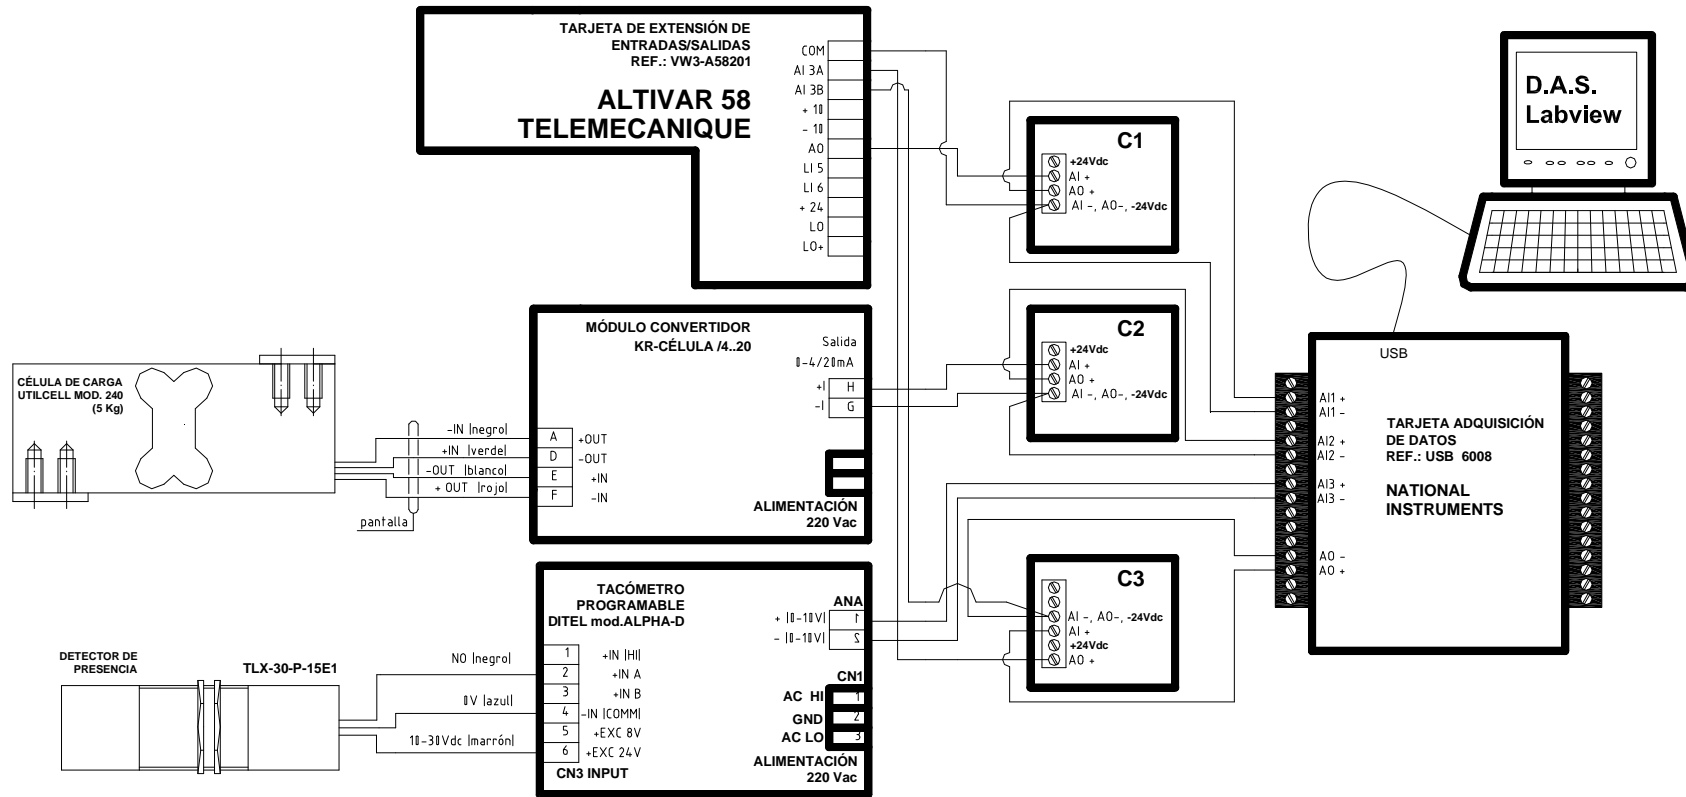 TARJETA DE EXTENSIÓN DE
ENTRADAS/SALIDAS
REF.: VW3-A58201
ALTIVAR 58
TELEMECANIQUE
COM
AI 3A
AI 3B
+ 10
- 10
AO
LI 5
LI 6
+ 24
LO
LO+
C1
+24Vdc
AI +
AO +
AI -, AO-, -24Vdc
D.A.S.
Labview
MÓDULO CONVERTIDOR
KR-CÉLULA /4..20
Salida
0-4/20mA
+I H
-I G
A +OUT
D -OUT
E +IN
F -IN
ALIMENTACIÓN
220 Vac
CÉLULA DE CARGA
UTILCELL MOD. 240
(5 Kg)
-IN |negro|
+IN |verde|
-OUT |blanco|
+ OUT |rojo|
pantalla
C2
+24Vdc
AI +
AO +
AI -, AO-, -24Vdc
USB
AI1 +
AI1 -
AI2 +
AI2 -
AI3 +
AI3 -
AO -
AO +
TARJETA ADQUISICIÓN
DE DATOS
REF.: USB 6008
NATIONAL
INSTRUMENTS
C3
AI -, AO-, -24Vdc
AI +
+24Vdc
AO +
TACÓMETRO
PROGRAMABLE
DITEL mod.ALPHA-D
ANA
+ |0-10V| 1
- |0-10V| 2
1 +IN |HI|
2 +IN A
3 +IN B
4 -IN |COMM|
5 +EXC 8V
6 +EXC 24V
CN3 INPUT
CN1
AC HI 1
GND 2
AC LO 3
ALIMENTACIÓN
220 Vac
DETECTOR DE
PRESENCIA
TLX-30-P-15E1
NO |negro|
0V |azul|
10-30Vdc |marrón|